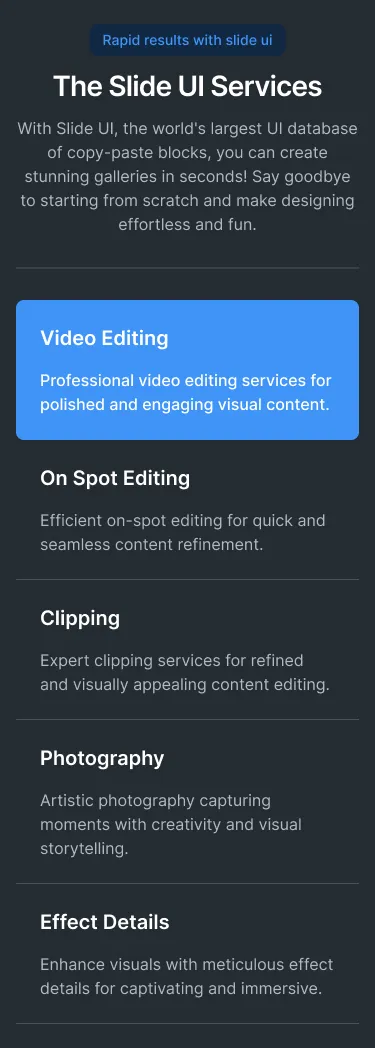 Rapid results with slide ui
The Slide UI Services
With Slide UI, the world's largest UI database
of copy-paste blocks, you can create
stunning galleries in seconds! Say goodbye
to starting from scratch and make designing
effortless and fun.
Video Editing
Professional video editing services for
polished and engaging visual content.
On Spot Editing
Efficient on-spot editing for quick and
seamless content refinement.
Clipping
Expert clipping services for refined
and visually appealing content editing.
Photography
Artistic photography capturing
moments with creativity and visual
storytelling.
Effect Details
Enhance visuals with meticulous effect
details for captivating and immersive.